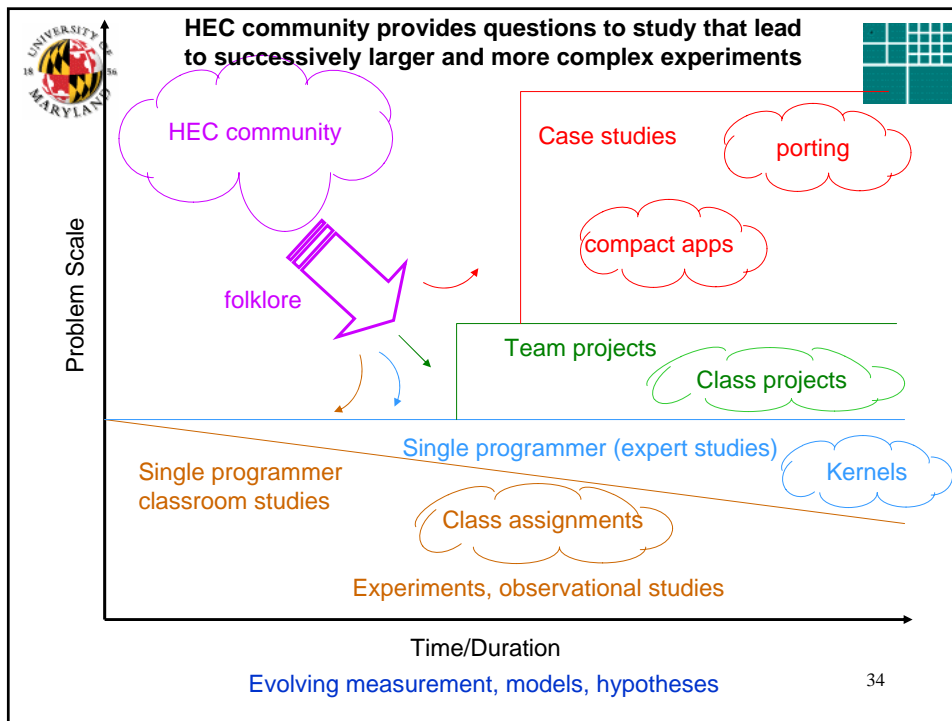 HEC community provides questions to study that lead
to successively larger and more complex experiments
UNIVERSITY OF
18 56
MARYLAND
HEC community
Case studies
porting
compact apps
folklore
Problem Scale
Team projects
Class projects
Single programmer (expert studies)
Kernels
Single programmer
classroom studies
Class assignments
Experiments, observational studies
Time/Duration
Evolving measurement, models, hypotheses
34